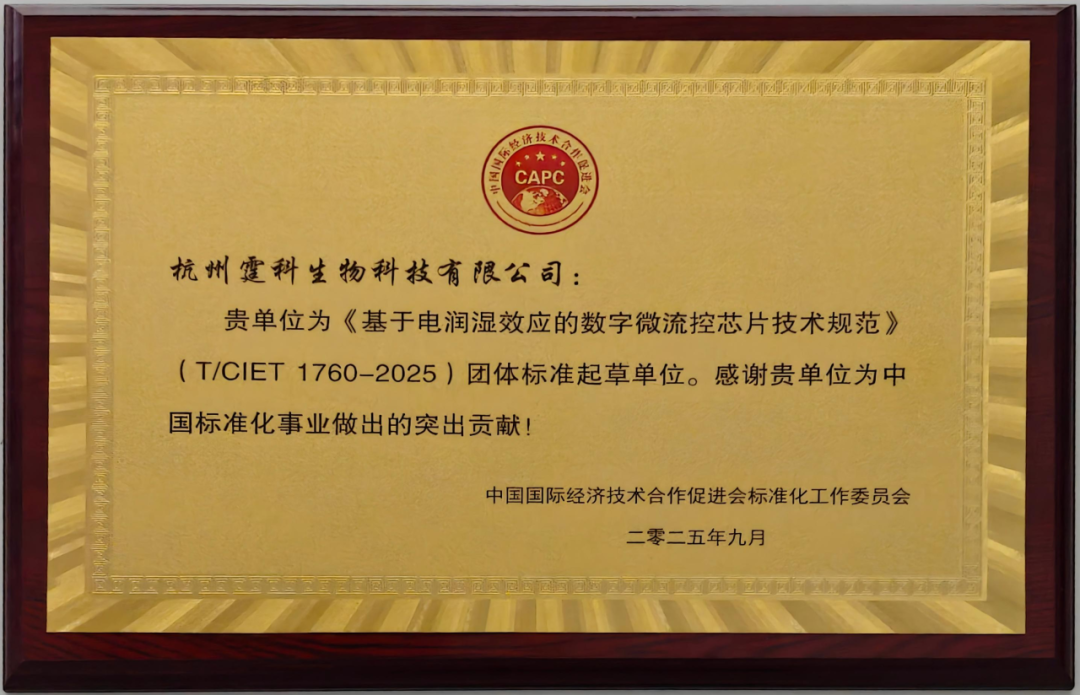 中国国际经济技术合作促进会
CAPC
杭州霆科生物科技有限公司：
贵单位为《基于电润湿效应的数字微流控芯片技术规范》
（T/CIET 1760-2025）团体标准起草单位。感谢贵单位为中
国标准化事业做出的突出贡献！
中国国际经济技术合作促进会标准化工作委员会
二零二五年九月